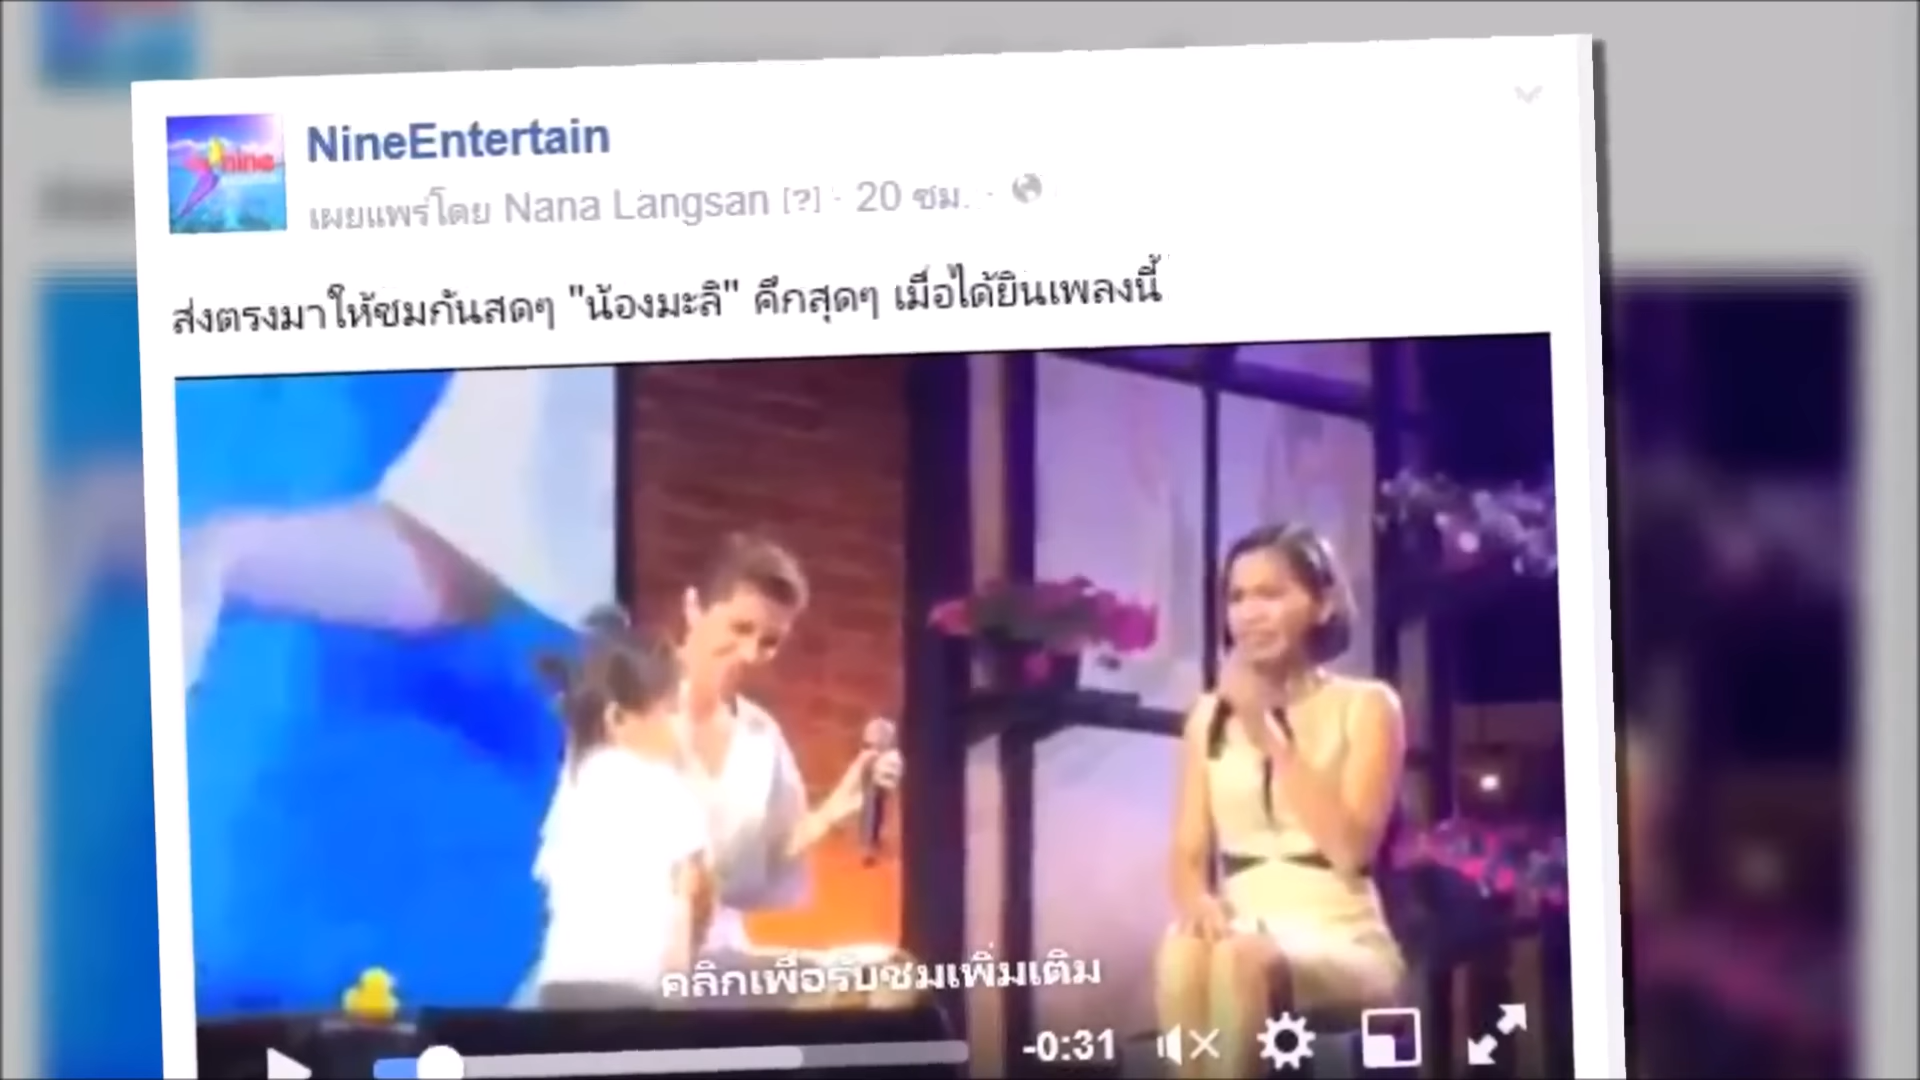 nine
NineEntertain
เผยแพร่โดย Nana Langsan [?] · 20 ชม. ·
ส่งตรงมาให้ชมกันสดๆ "น้องมะลิ" คึกสุดๆ เมื่อได้ยินเพลงนี้
คลิกเพื่อรับชมเพิ่มเติม
-0:31